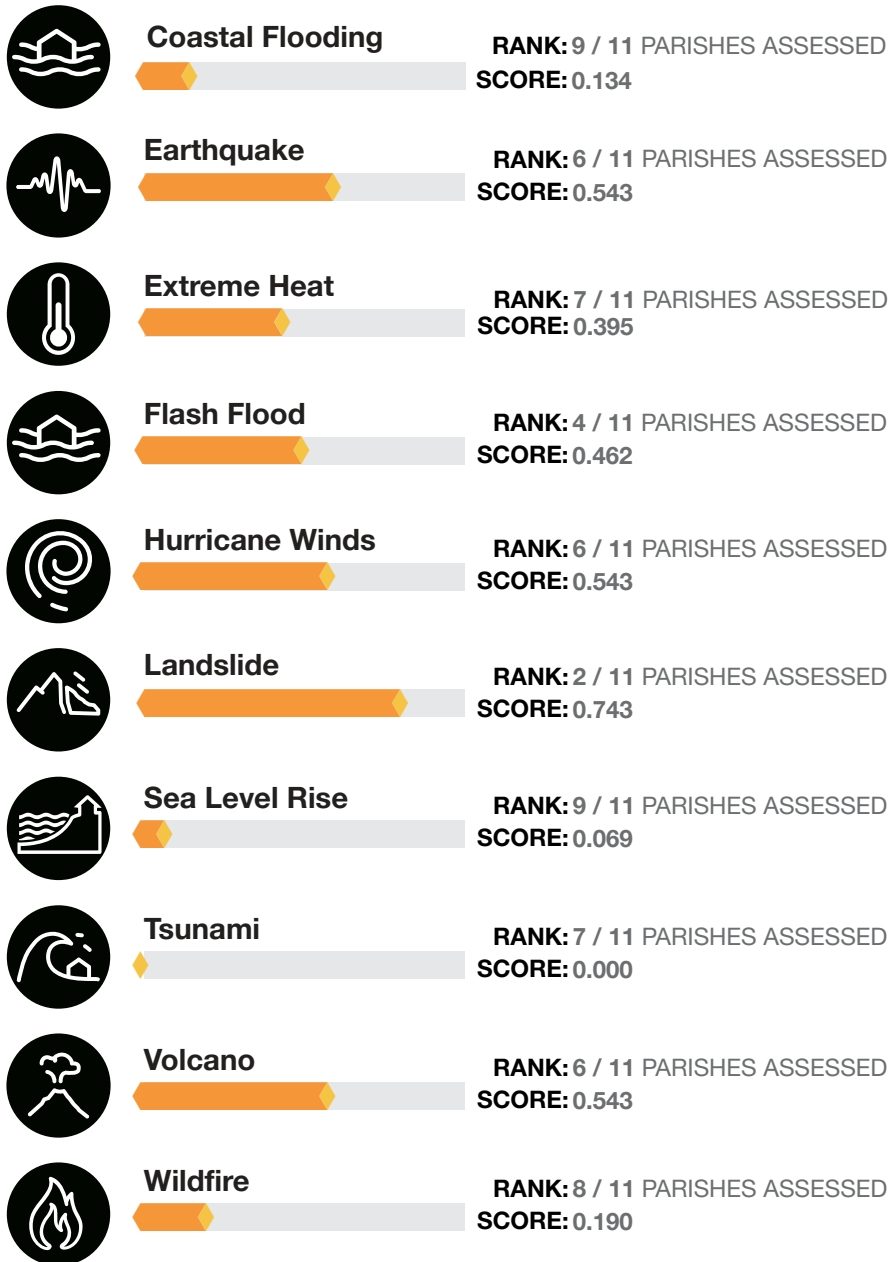 Coastal Flooding
RANK: 9 / 11 PARISHES ASSESSED
SCORE: 0.134
Earthquake
RANK: 6 / 11 PARISHES ASSESSED
SCORE: 0.543
Extreme Heat
RANK: 7 / 11 PARISHES ASSESSED
SCORE: 0.395
Flash Flood
RANK: 4 / 11 PARISHES ASSESSED
SCORE: 0.462
Hurricane Winds
RANK: 6 / 11 PARISHES ASSESSED
SCORE: 0.543
Landslide
RANK: 2 / 11 PARISHES ASSESSED
SCORE: 0.743
Sea Level Rise
RANK: 9 / 11 PARISHES ASSESSED
SCORE: 0.069
Tsunami
RANK: 7 / 11 PARISHES ASSESSED
SCORE: 0.000
Volcano
RANK: 6 / 11 PARISHES ASSESSED
SCORE: 0.543
Wildfire
RANK: 8 / 11 PARISHES ASSESSED
SCORE: 0.190